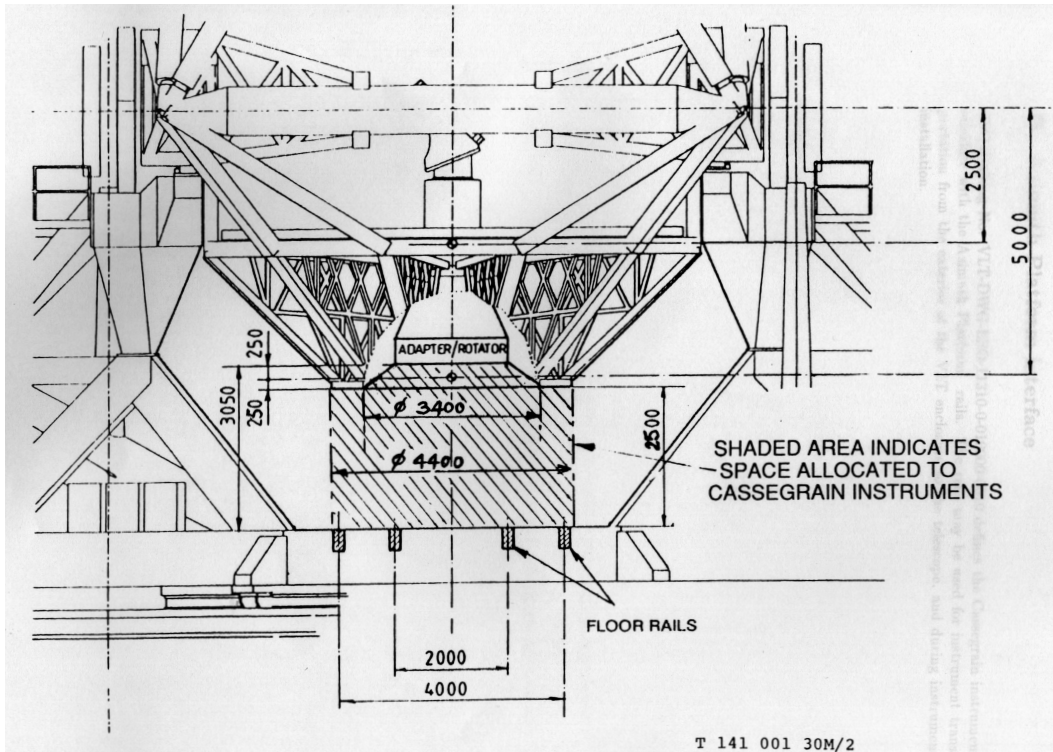 2500
5000
ADAPTER/ROTATOR
250
3050
250
ϕ 3400
2500
ϕ 4400
SHADED AREA INDICATES
SPACE ALLOCATED TO
CASSEGRAIN INSTRUMENTS
FLOOR RAILS
2000
4000
T 141 001 30M/2